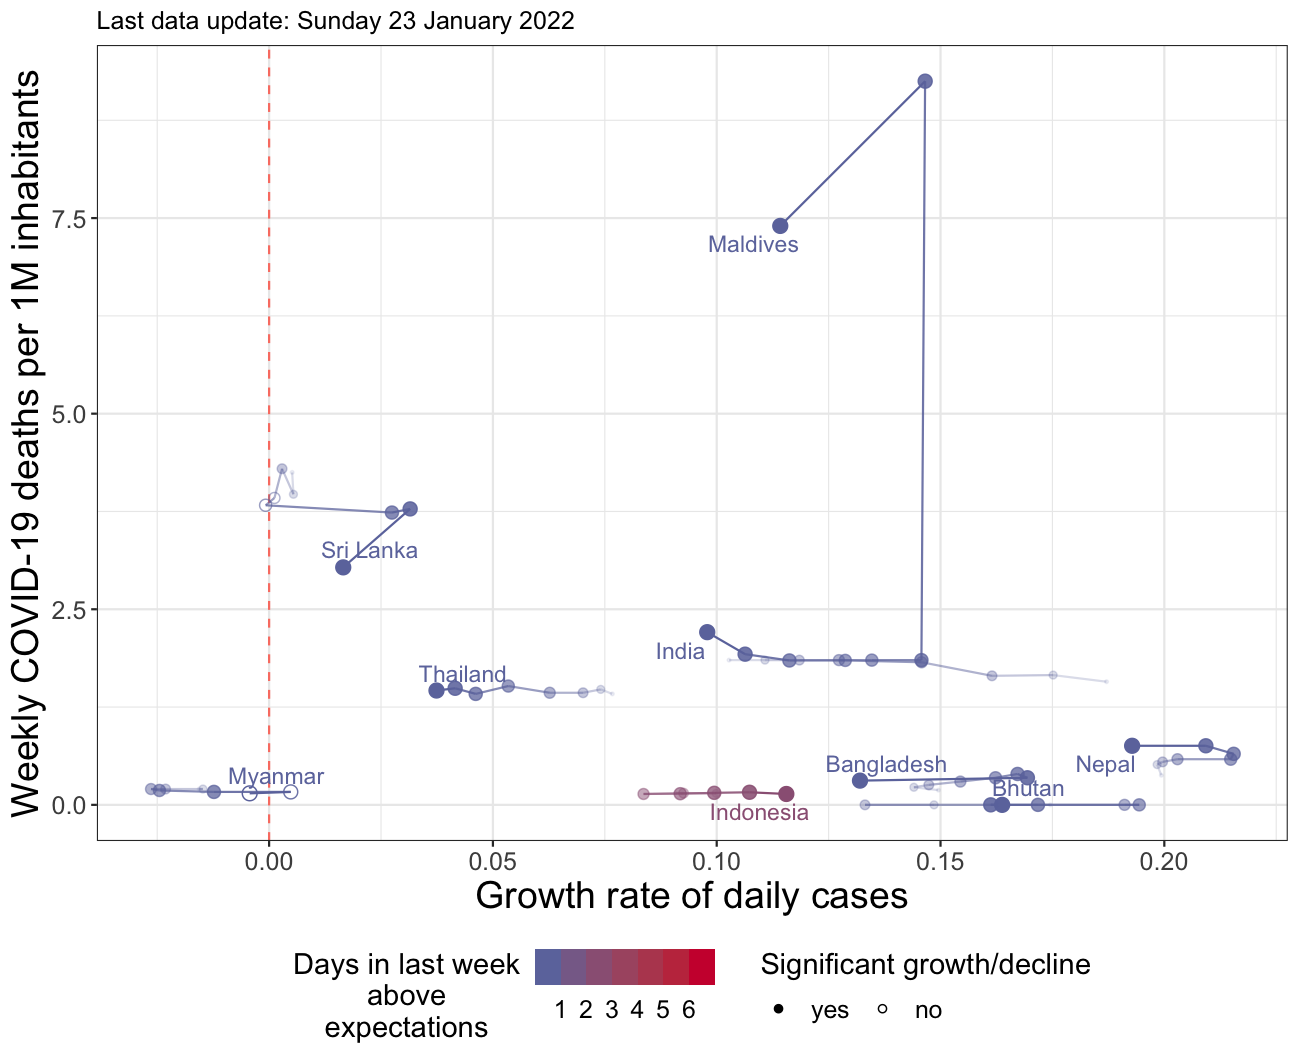 Last data update: Sunday 23 January 2022
Weekly COVID-19 deaths per 1M inhabitants
7.5
5.0
2.5
0.0
Maldives
Sri Lanka
India
Thailand
Myanmar
Bangladesh
Nepal
Bhutan
Indonesia
0.00 0.05 0.10 0.15 0.20
Growth rate of daily cases
Days in last week
above
expectations
1 2 3 4 5 6
Significant growth/decline
yes no